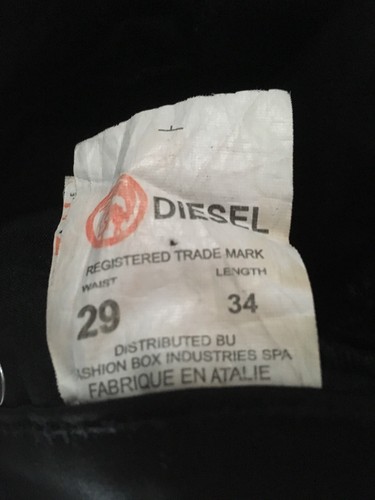 DIESEL
REGISTERED TRADE MARK
WAIST LENGTH
29 34
DISTRIBUTED BU
ASHION BOX INDUSTRIES SPA
FABRIQUE EN ATALIE